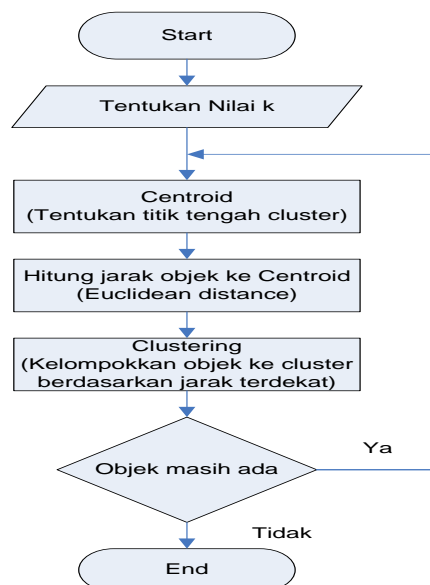 Start
Tentukan Nilai k
Centroid
(Tentukan titik tengah cluster)
Hitung jarak objek ke Centroid
(Euclidean distance)
Clustering
(Kelompokkan objek ke cluster
berdasarkan jarak terdekat)
Objek masih ada
Ya
Tidak
End